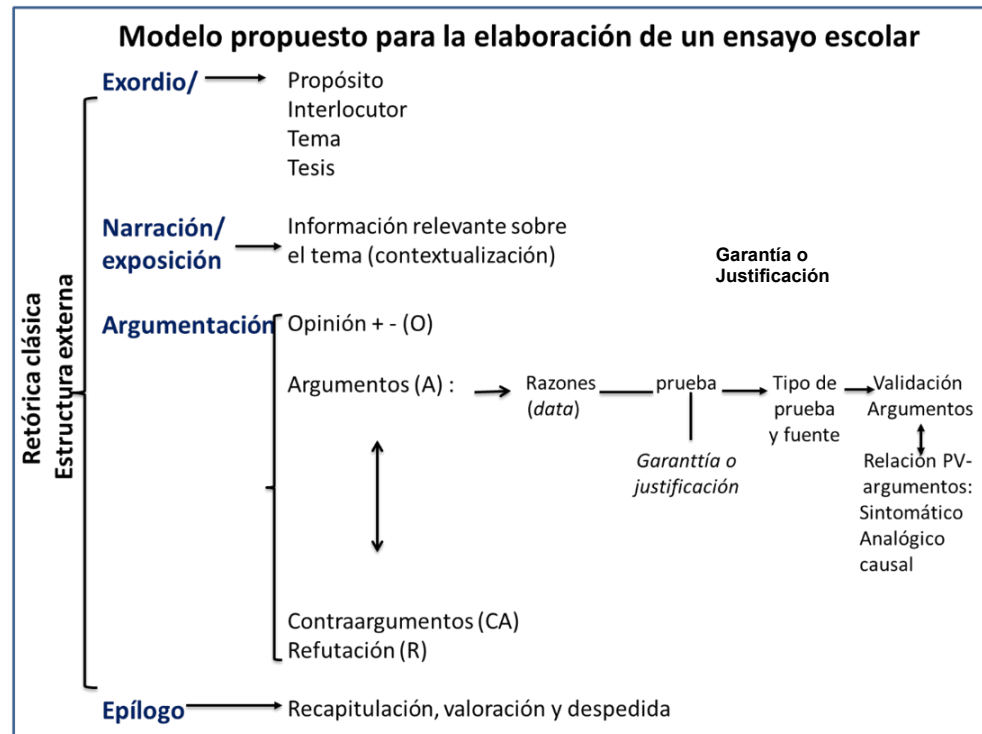 Modelo propuesto para la elaboración de un ensayo escolar
Retórica clásica
Estructura externa
Exordio/
Propósito
Interlocutor
Tema
Tesis
Narración/
exposición
Información relevante sobre
el tema (contextualización)
Garantía o
Justificación
Argumentación
Opinión + - (O)
Argumentos (A) :
Razones
(data)
prueba
Garanttía o
justificación
Tipo de
prueba
y fuente
Validación
Argumentos
Relación PV-
argumentos:
Sintomático
Analógico
causal
Contraargumentos (CA)
Refutación (R)
Epílogo
Recapitulación, valoración y despedida